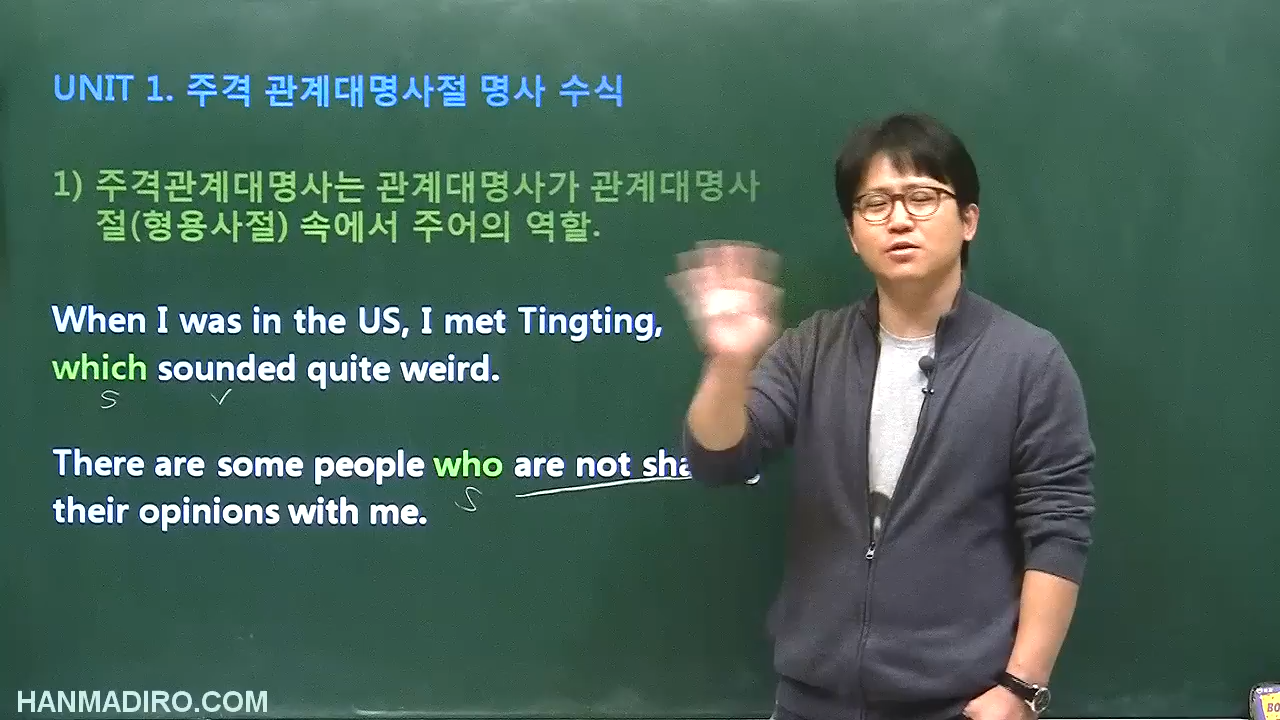 UNIT 1. 주격 관계대명사절 명사 수식
1) 주격관계대명사는 관계대명사가 관계대명사
절(형용사절) 속에서 주어의 역할.
When I was in the US, I met Tingting,
which sounded quite weird.
S V
There are some people who are not
S
their opinions with me.
HANMADIRO.COM